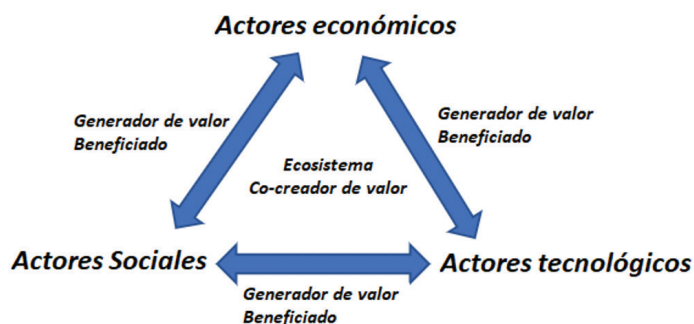 Actores económicos
Generador de valor
Beneficiado
Generador de valor
Beneficiado
Ecosistema
Co-creador de valor
Actores Sociales
Actores tecnológicos
Generador de valor
Beneficiado